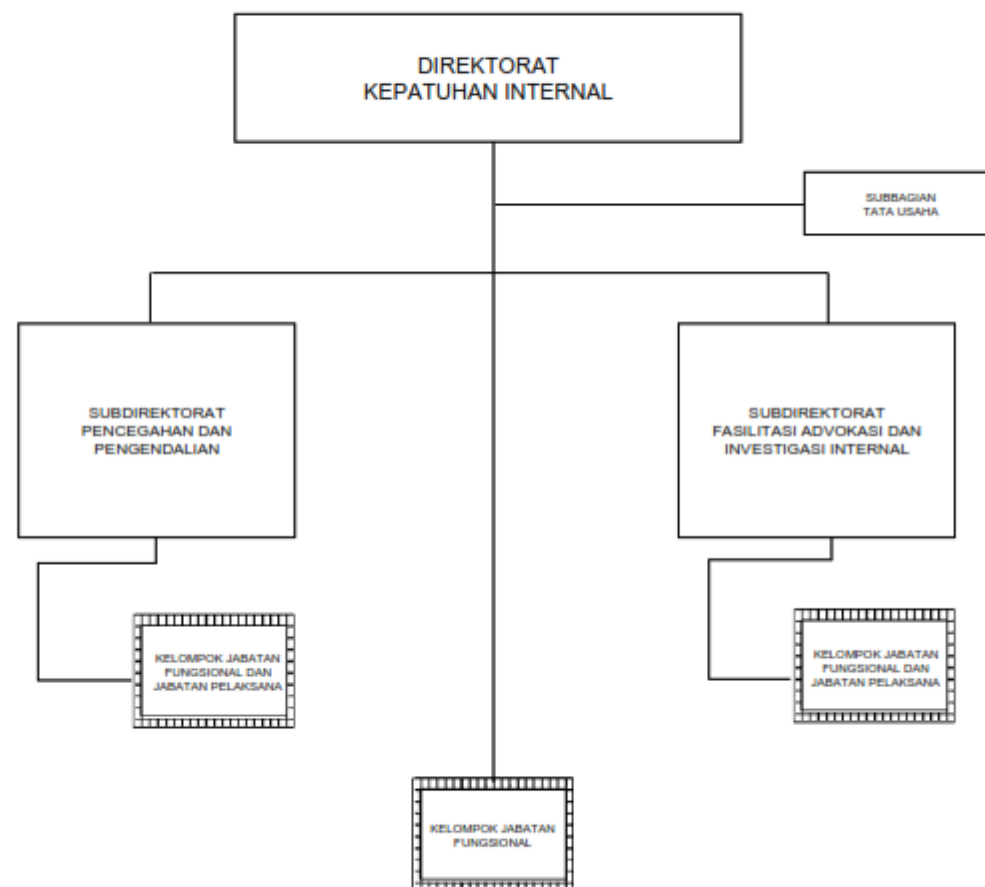 DIREKTORAT
KEPATUHAN INTERNAL
SUBBAGIAN
TATA USAHA
SUBDIREKTORAT
PENCEGAHAN DAN
PENGENDALIAN
SUBDIREKTORAT
FASILITASI ADVOKASI DAN
INVESTIGASI INTERNAL
KELOMPOK JABATAN
FUNGSIONAL DAN
JABATAN PELAKSANA
KELOMPOK JABATAN
FUNGSIONAL DAN
JABATAN PELAKSANA
KELOMPOK JABATAN
FUNGSIONAL